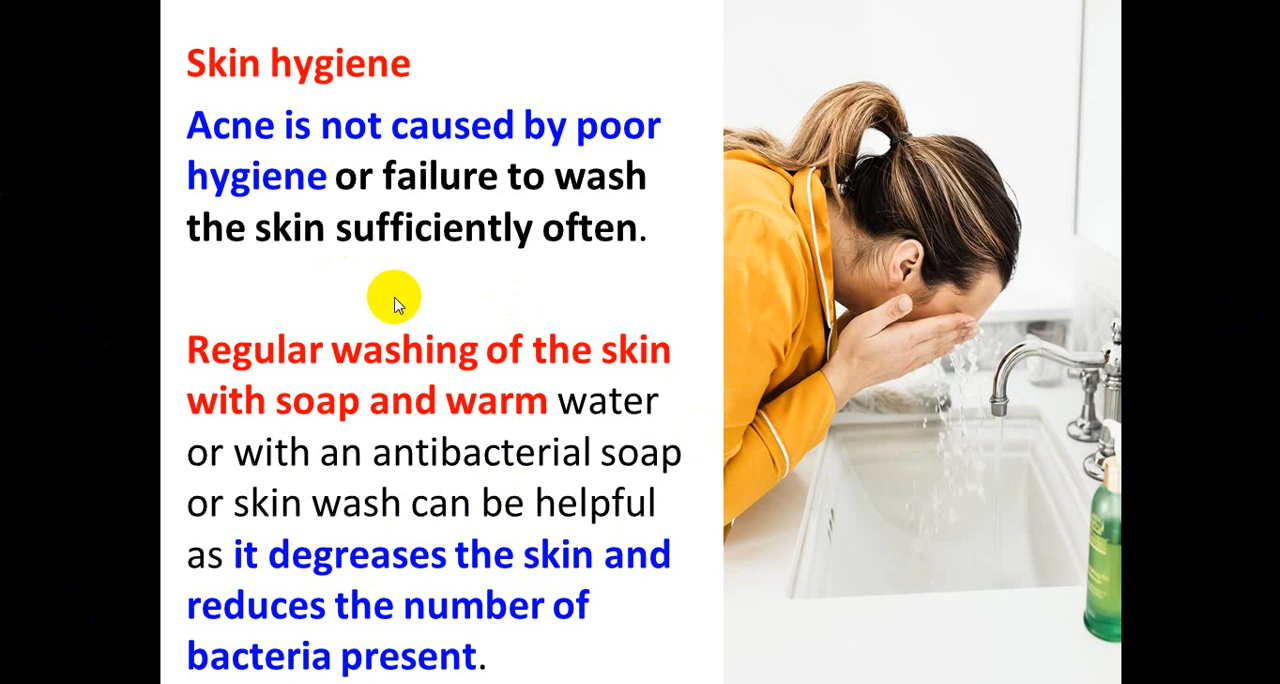 Skin hygiene
Acne is not caused by poor
hygiene or failure to wash
the skin sufficiently often.
Regular washing of the skin
with soap and warm water
or with an antibacterial soap
or skin wash can be helpful
as it degreases the skin and
reduces the number of
bacteria present.